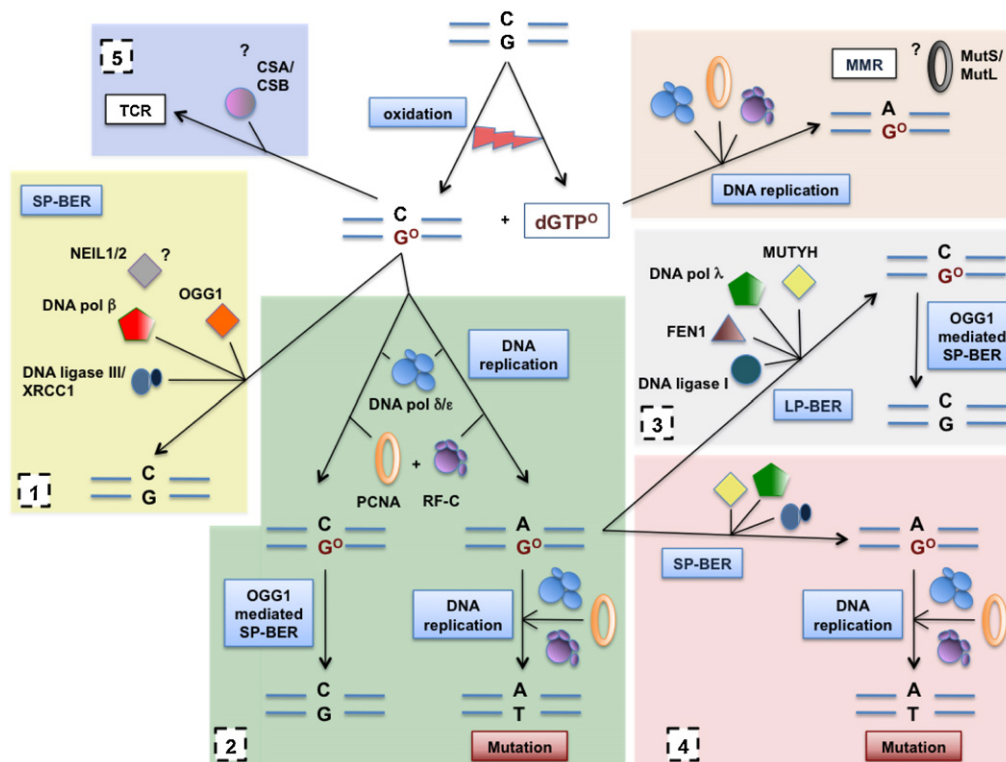 C
G
5
?
CSA/
CSB
TCR
oxidation
MMR
?
MutS/
MutL
A
Gᴼ
DNA replication
C
Gᴼ
+
dGTPᴼ
SP-BER
NEIL1/2
?
DNA pol β
OGG1
DNA ligase III/
XRCC1
C
G
1
DNA
replication
DNA pol δ/ε
+
PCNA
RF-C
C
Gᴼ
A
Gᴼ
OGG1
mediated
SP-BER
DNA
replication
C
G
A
T
2
Mutation
MUTYH
DNA pol λ
FEN1
DNA ligase I
LP-BER
C
Gᴼ
OGG1
mediated
SP-BER
C
G
3
SP-BER
A
Gᴼ
DNA
replication
A
T
4
Mutation